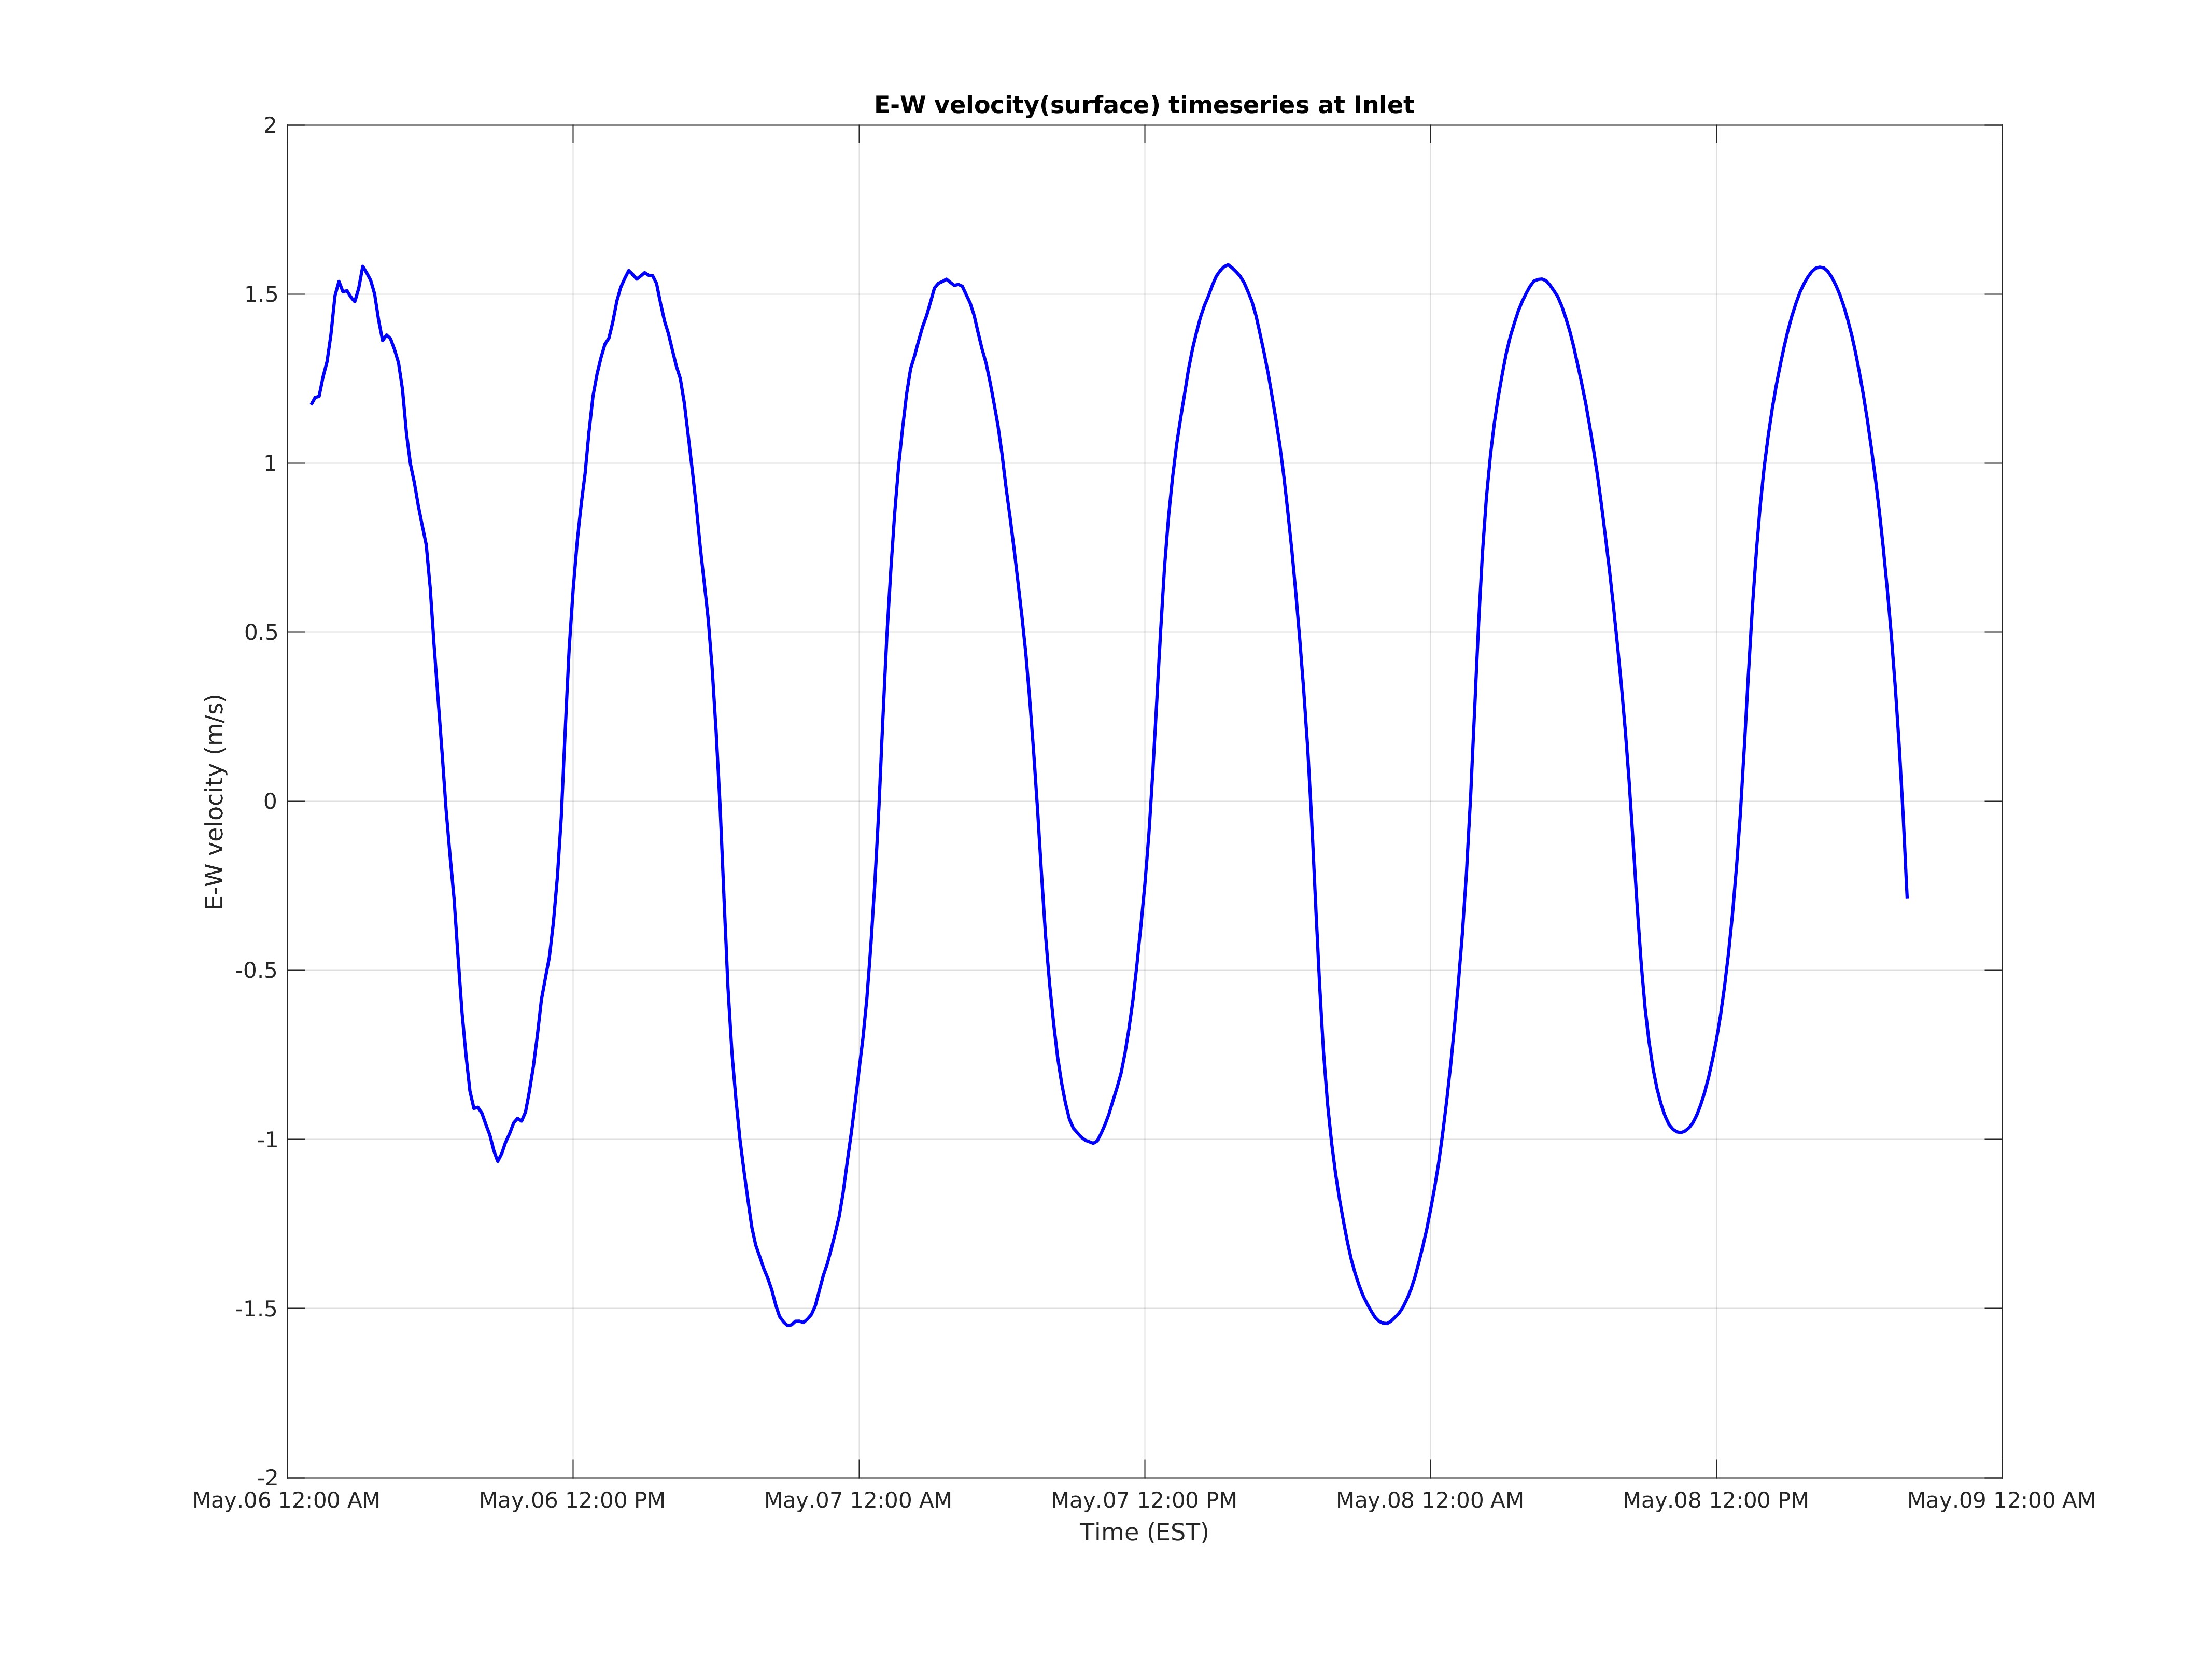 E-W velocity(surface) timeseries at Inlet
2
1.5
1
0.5
0
-0.5
-1
-1.5
-2
E-W velocity (m/s)
May.06 12:00 AM May.06 12:00 PM May.07 12:00 AM May.07 12:00 PM May.08 12:00 AM May.08 12:00 PM May.09 12:00 AM
Time (EST)